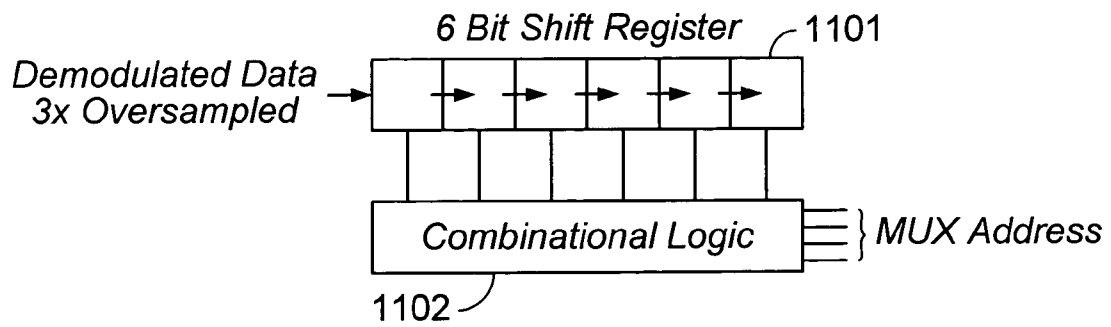 6 Bit Shift Register
1101
Demodulated Data
3x Oversampled
Combinational Logic
MUX Address
1102